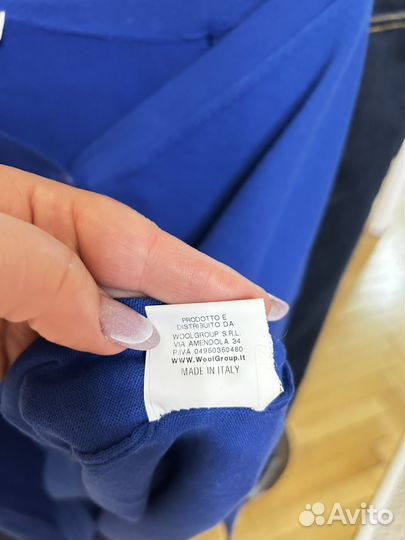 PRODOTTO E
DISTRIBUITO DA
WOOLGROUP S.R.L.
VIA AMENDOLA 34
P.IVA 04950350480
www.WoolGroup.it
MADE IN ITALY
Avito